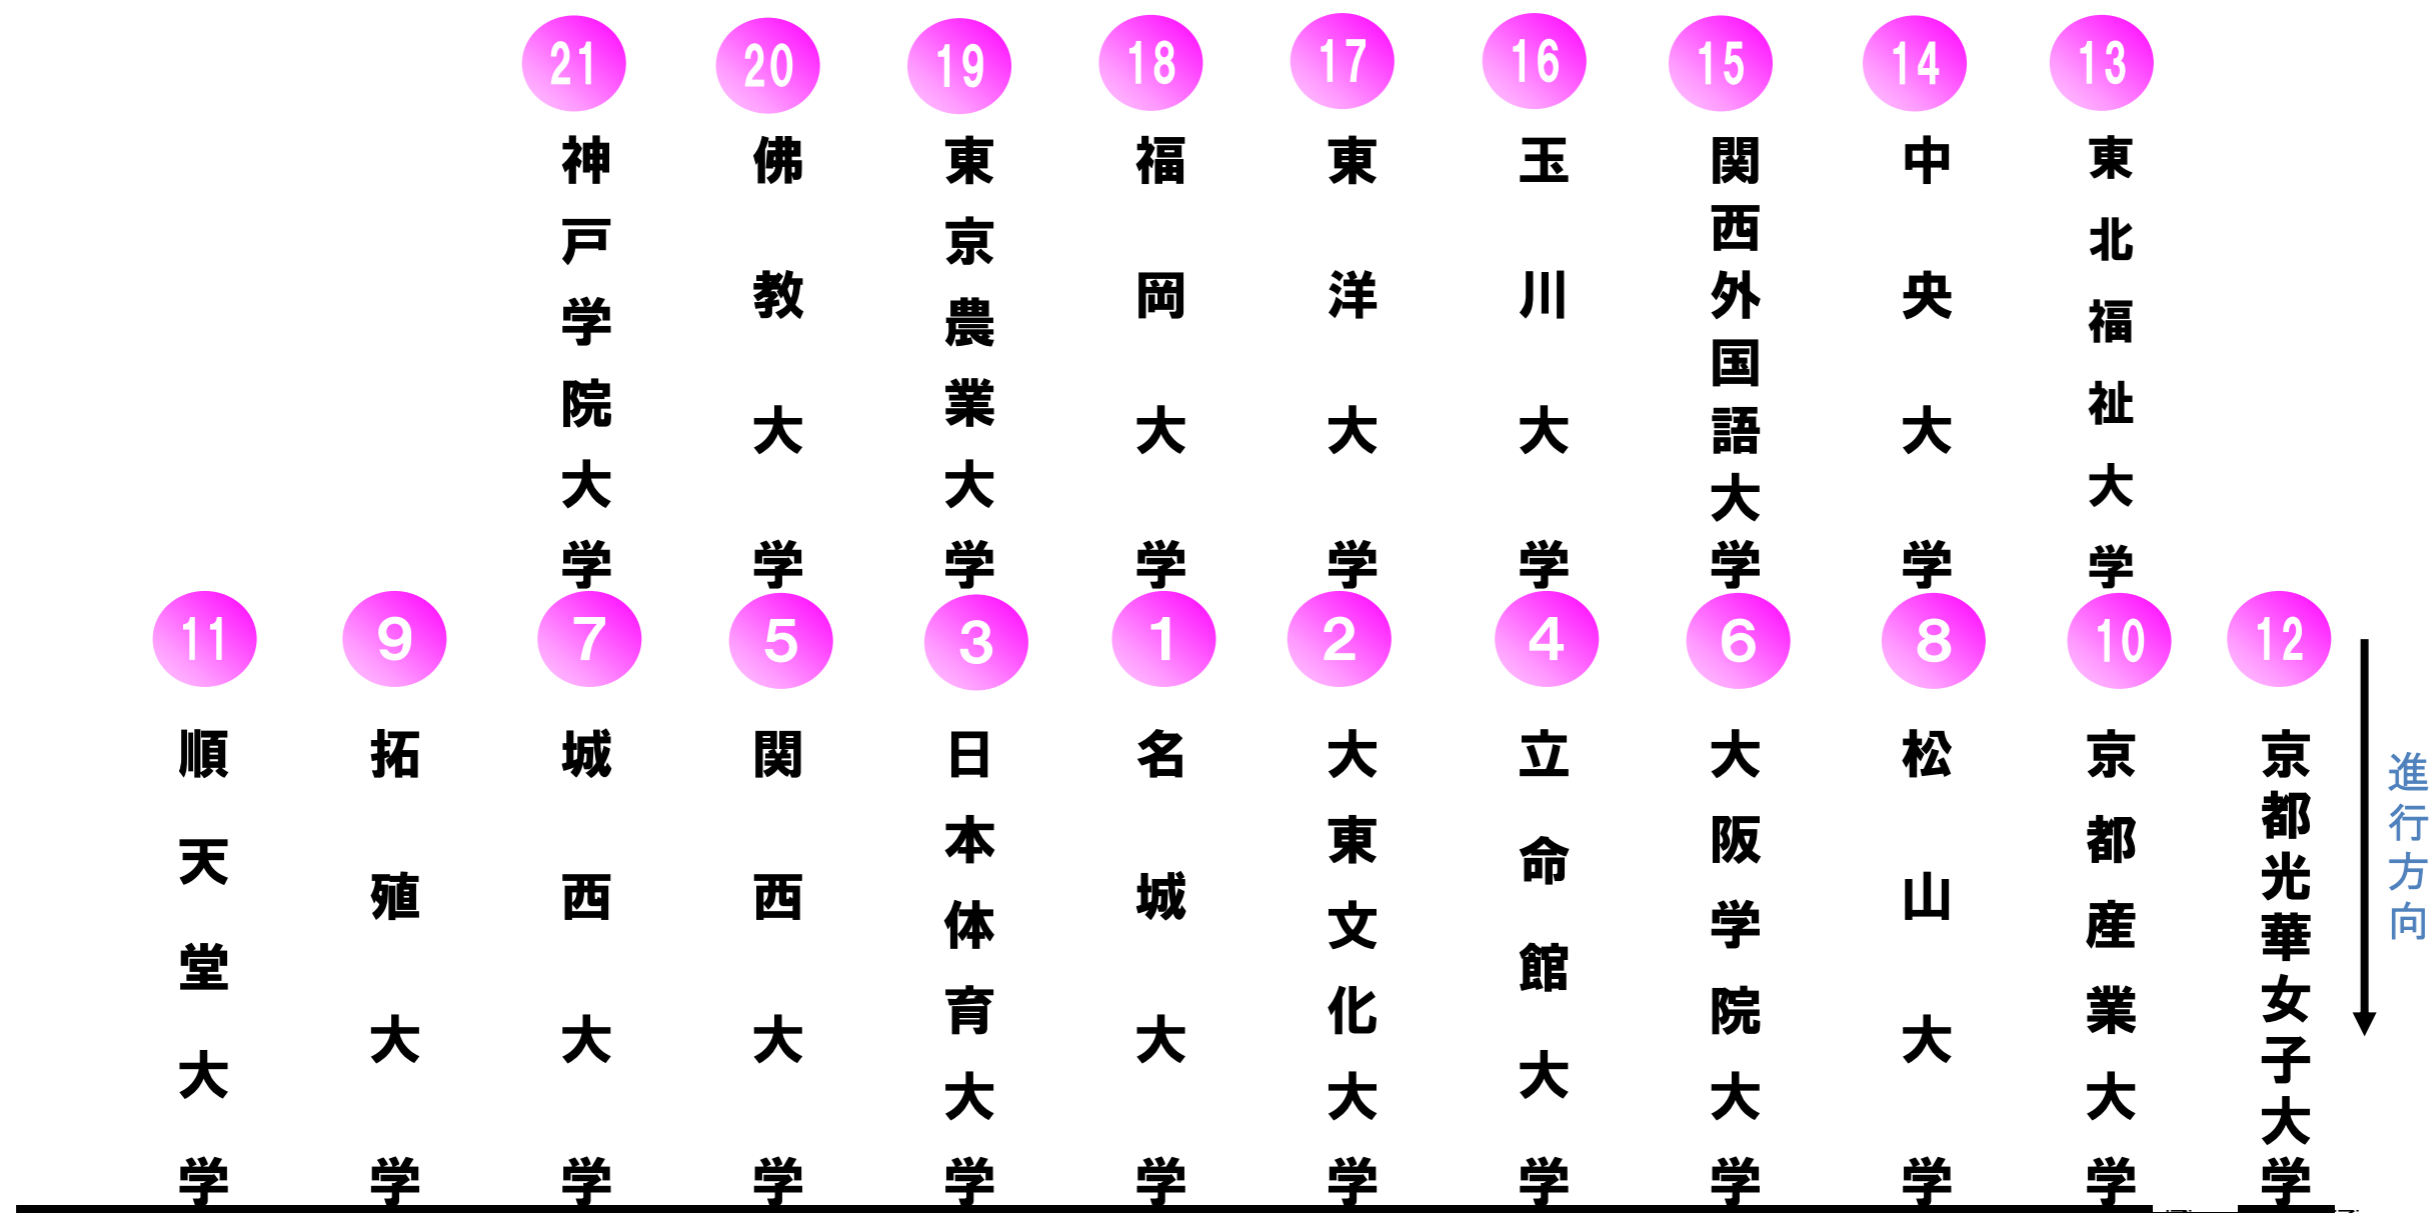 21
神戸学院大学
20
佛教大学
19
東京農業大学
18
福岡大学
17
東洋大学
16
玉川大学
15
関西外国語大学
14
中央大学
13
東北福祉大学
11
順天堂大学
９
拓殖大学
７
城西大学
５
関西大学
３
日本体育大学
１
名城大学
２
大東文化大学
４
立命館大学
６
大阪学院大学
８
松山大学
10
京都産業大学
12
京都光華女子大学
進行方向